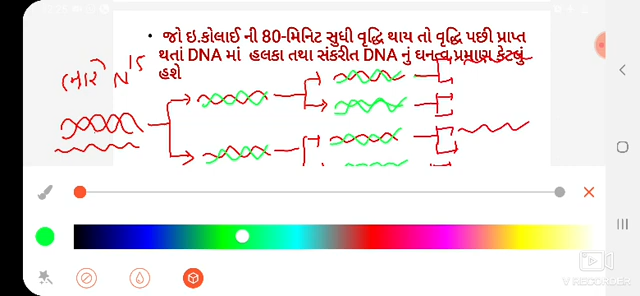 • જો ઇ.કોલાઈ ની 80-મિનિટ સુધી વૃદ્ધિ થાય તો વૃદ્ધિ પછી પ્રાપ્ત
થતાં DNA માં હલકા તથા સંકરીત DNA નું ઘનત્વ પ્રમાણ કેટલું
હશે
N15
V RECORDER